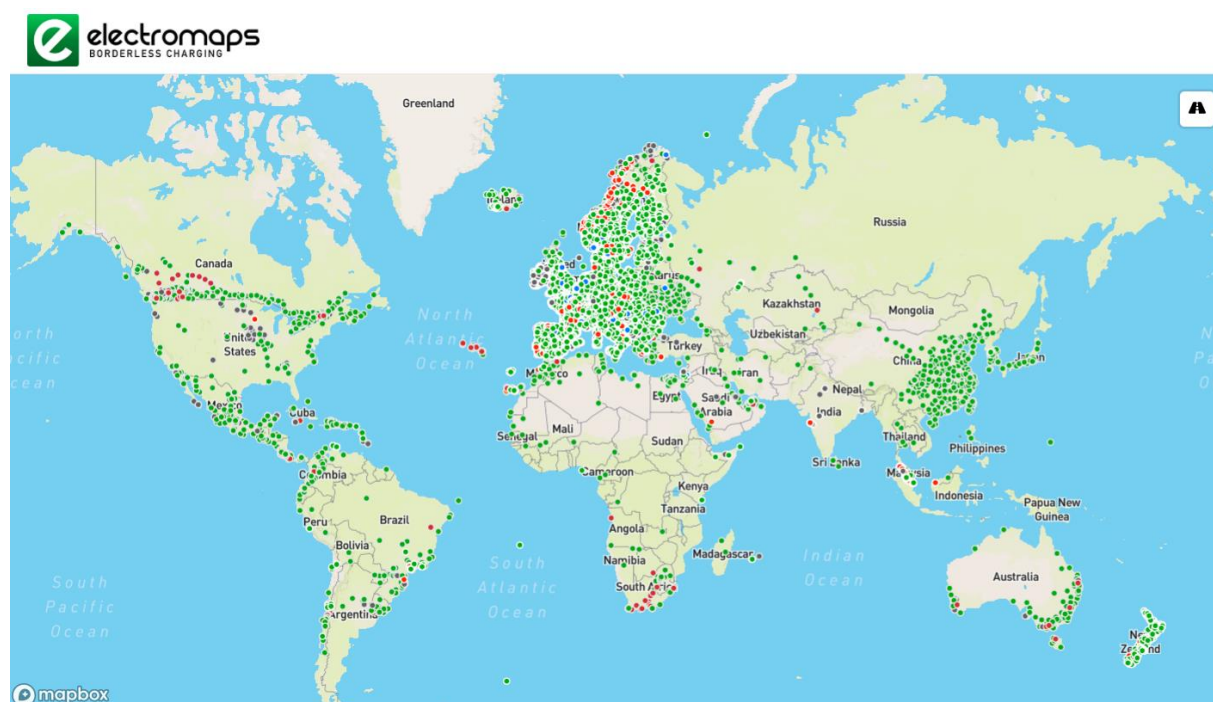 electromaps
BORDERLESS CHARGING
Greenland
Russia
Canada
Kazakhstan
Mongolia
North
Atlantic
Ocean
United
States
Uzbekistan
Turkey
China
Japan
Iraq
Iran
Nepal
Egypt
Saudi
Arabia
India
Mexico
Cuba
Mali
Senegal
Sudan
Thailand
Philippines
Sri Lanka
Malaysia
Cameroon
Colombia
Kenya
Indonesia
Papua New
Guinea
Tanzania
Peru
Brazil
Angola
Bolivia
Madagascar
Namibia
Indian
Ocean
South
Atlantic
Ocean
South
Pacific
Ocean
Australia
Argentina
New
Zealand
mapbox